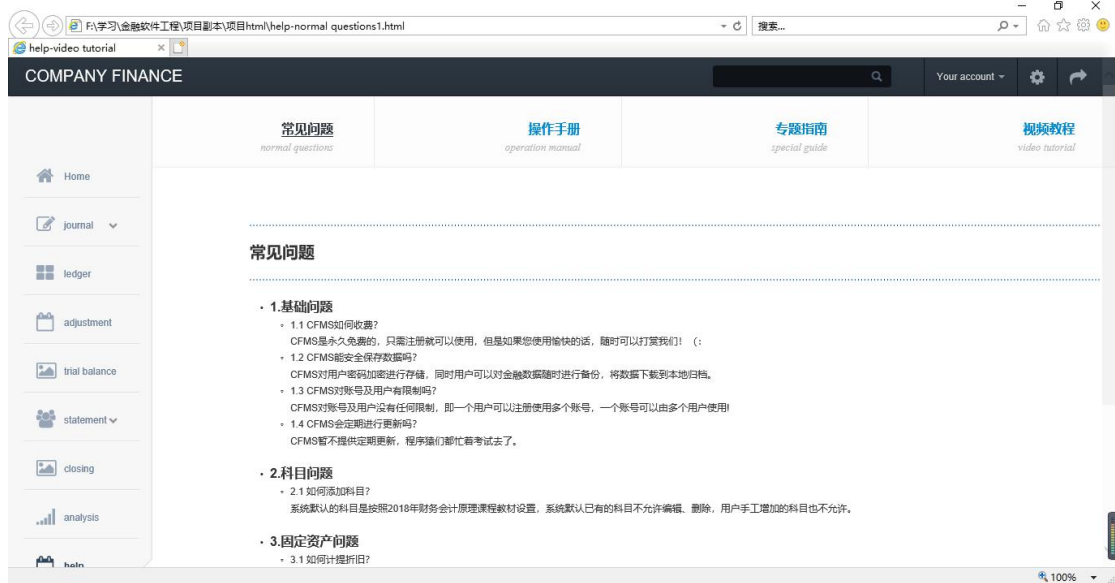 F:\学习\金融软件工程\项目副本\项目html\help-normal questions1.html
搜索...
help-video tutorial
COMPANY FINANCE
Your account
常见问题
normal questions
操作手册
operation manual
专题指南
special guide
视频教程
video tutorial
Home
journal
ledger
adjustment
trial balance
statement
closing
analysis
help
常见问题
1.基础问题
1.1 CFMS如何收费?
CFMS是永久免费的，只需注册就可以使用，但是如果您使用愉快的话，随时可以打赏我们！（:
1.2 CFMS能安全保存数据吗?
CFMS对用户密码加密进行存储，同时用户可以对金融数据随时进行备份，将数据下载到本地归档。
1.3 CFMS对账号及用户有限制吗?
CFMS对账号及用户没有任何限制，即一个用户可以注册使用多个账号，一个账号可以由多个用户使用!
1.4 CFMS会定期进行更新吗?
CFMS暂不提供定期更新，程序猿们都忙着考试去了。
2.科目问题
2.1 如何添加科目?
系统默认的科目是按照2018年财务会计原理课程教材设置，系统默认已有的科目不允许编辑、删除，用户手工增加的科目也不允许。
3.固定资产问题
3.1 如何计提折旧?
100%